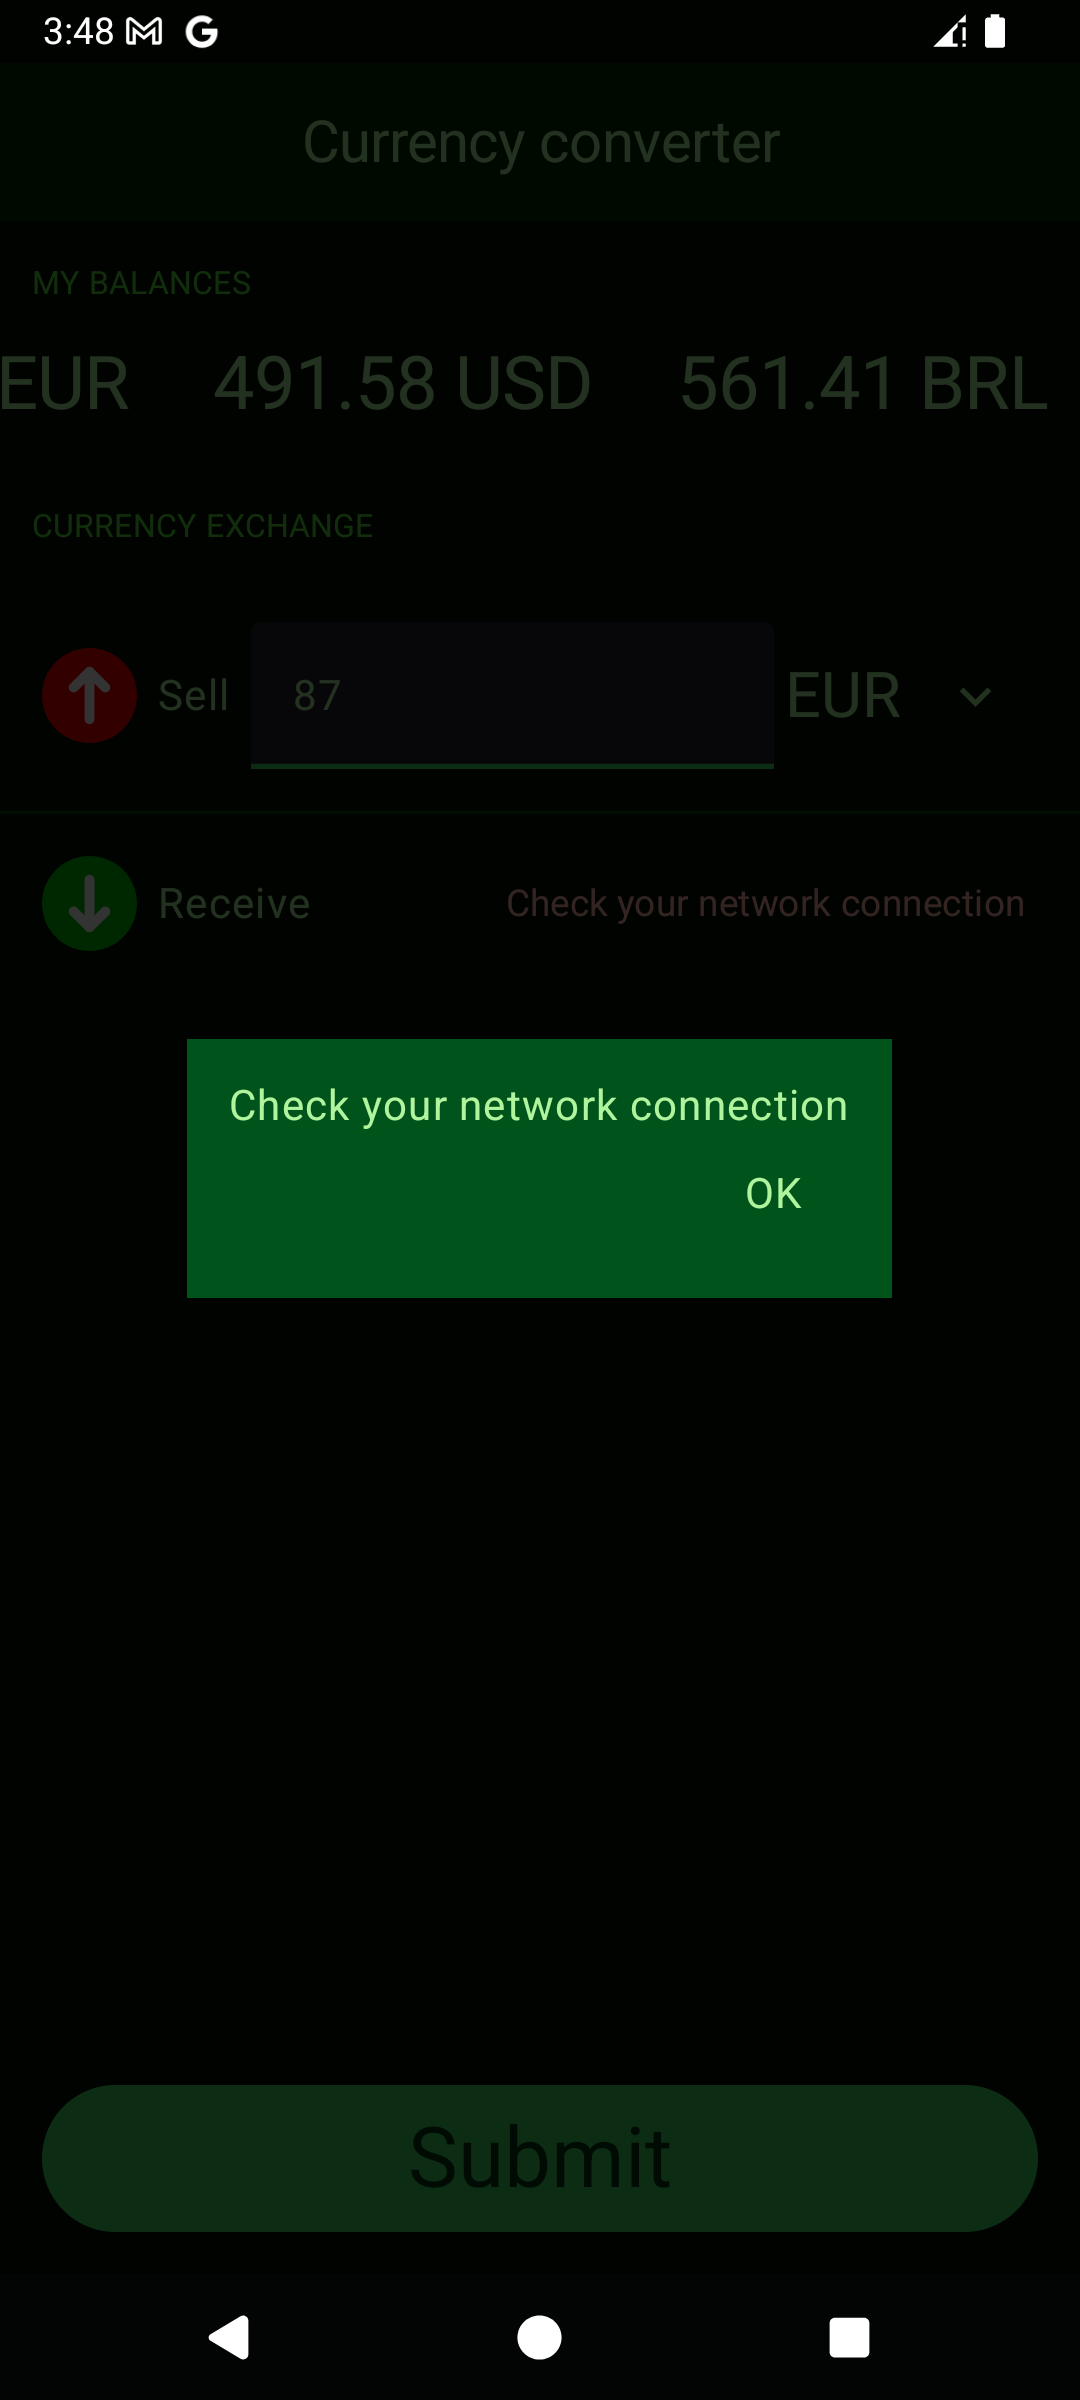 3:48
Currency converter
MY BALANCES
EUR 491.58 USD 561.41 BRL
CURRENCY EXCHANGE
Sell 87 EUR
Receive Check your network connection
Check your network connection
OK
Submit